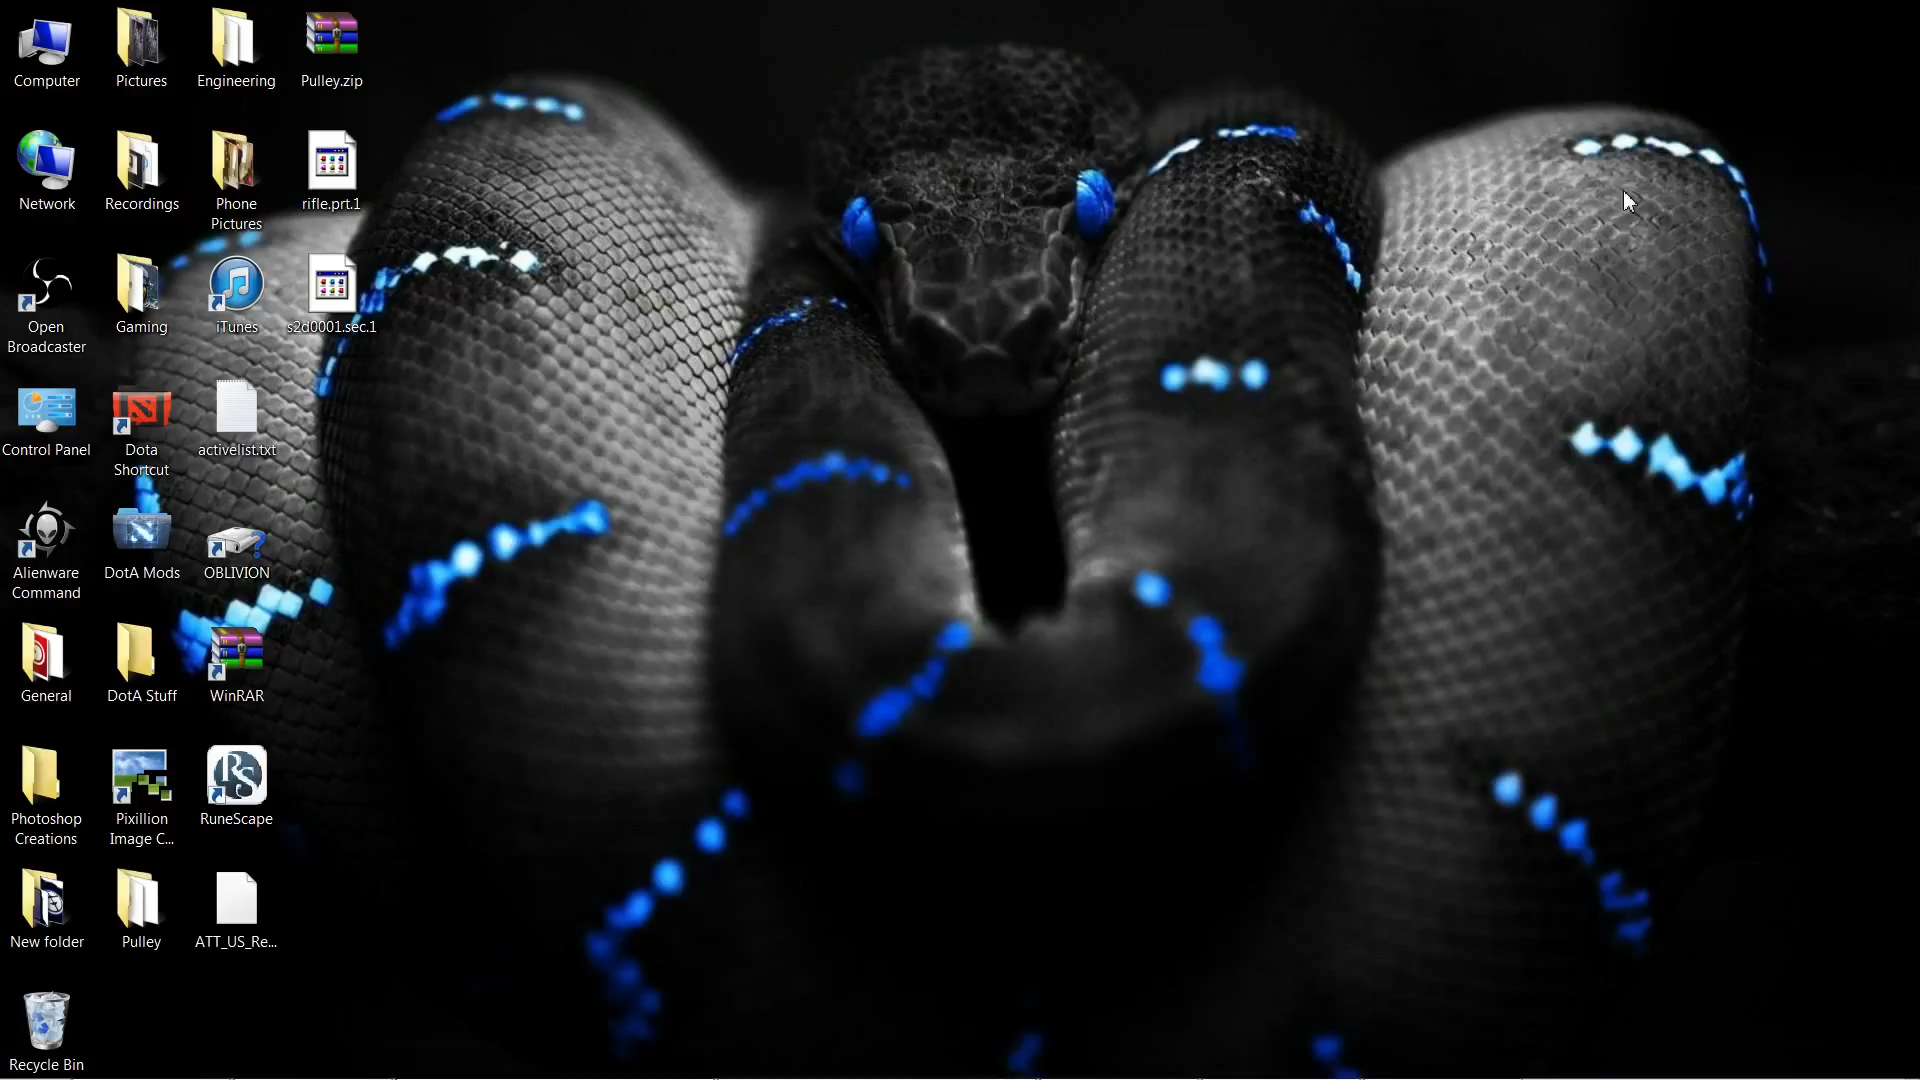 Computer
Pictures
Engineering
Pulley.zip
Network
Recordings
Phone
Pictures
rifle.prt.1
Open
Broadcaster
Gaming
iTunes
s2d0001.sec.1
Control Panel
Dota
Shortcut
activelist.txt
Alienware
Command
DotA Mods
OBLIVION
General
DotA Stuff
WinRAR
Photoshop
Creations
Pixillion
Image C...
RS
RuneScape
New folder
Pulley
ATT_US_Re...
Recycle Bin